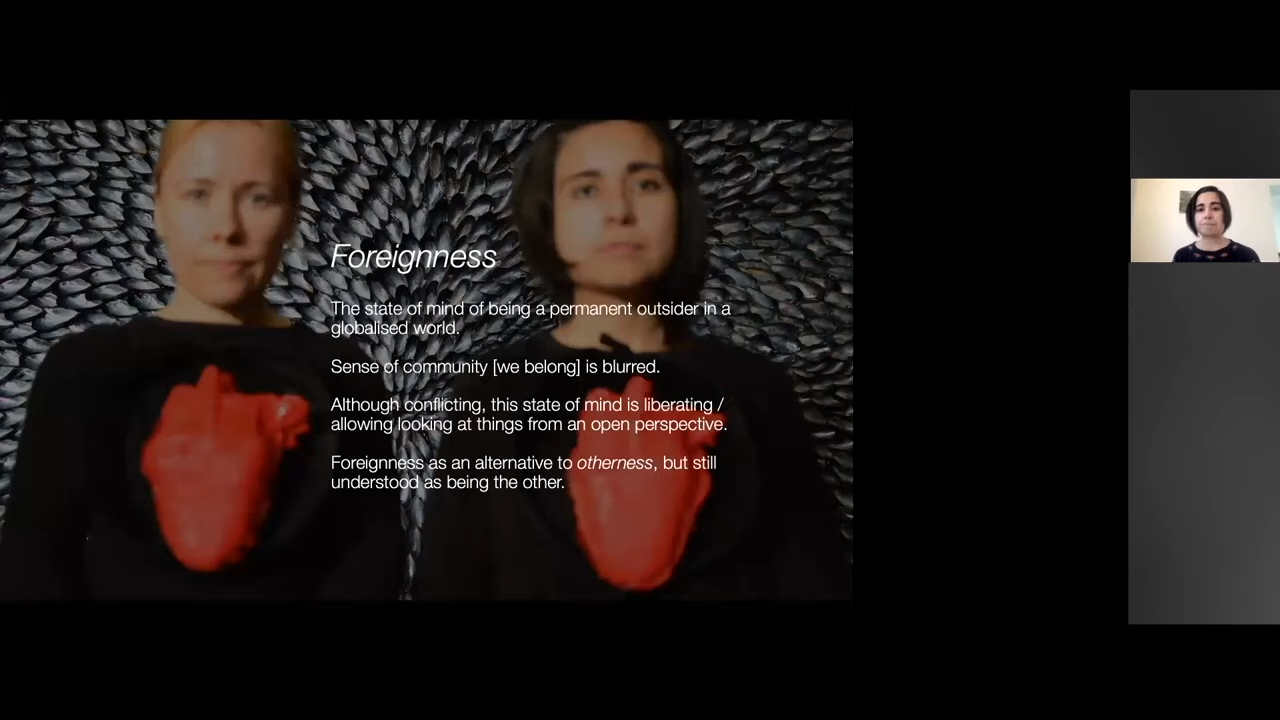 Foreignness
The state of mind of being a permanent outsider in a
globalised world.
Sense of community [we belong] is blurred.
Although conflicting, this state of mind is liberating /
allowing looking at things from an open perspective.
Foreignness as an alternative to otherness, but still
understood as being the other.